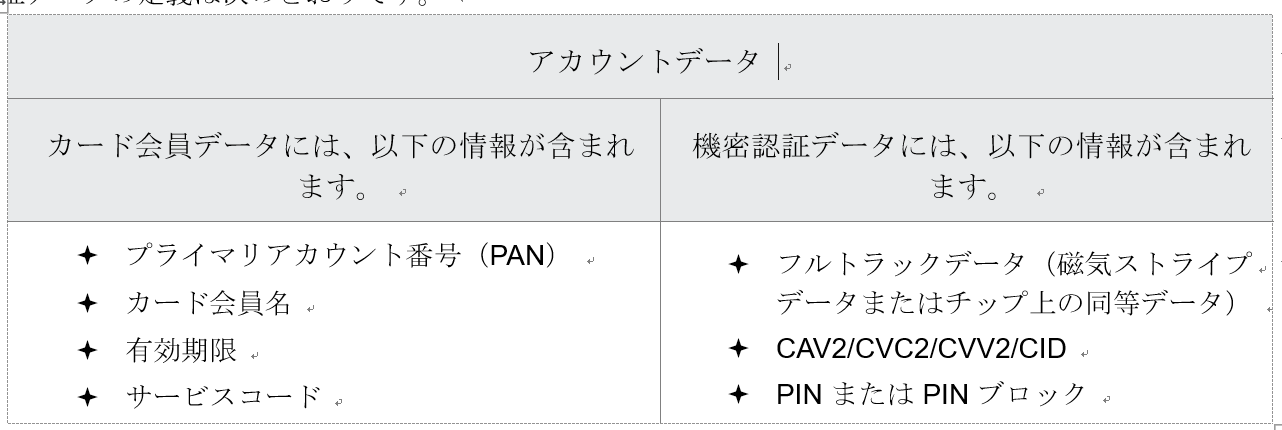 データの定義は次のとおりです。
アカウントデータ
カード会員データには、以下の情報が含まれ
ます。
機密認証データには、以下の情報が含まれ
ます。
プライマリアカウント番号（PAN）
カード会員名
有効期限
サービスコード
フルトラックデータ（磁気ストライプ
データまたはチップ上の同等データ）
CAV2/CVC2/CVV2/CID
PIN または PIN ブロック